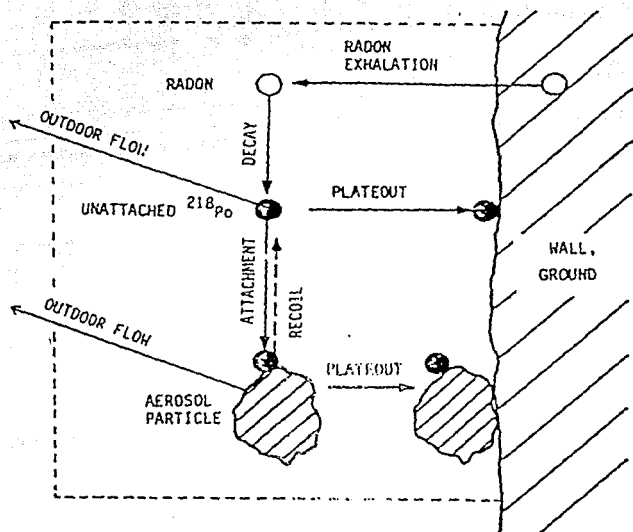 RADON
EXHALATION
RADON
OUTDOOR FLOW
DECAY
UNATTACHED 218Po
PLATEOUT
WALL,
GROUND
ATTACHMENT
RECOIL
OUTDOOR FLOW
PLATEOUT
AEROSOL
PARTICLE